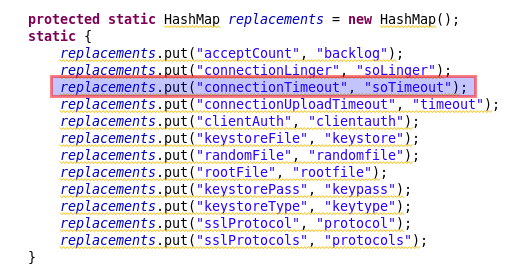 protected static HashMap replacements = new HashMap();
static {
replacements.put("acceptCount", "backlog");
replacements.put("connectionLinger", "soLinger");
replacements.put("connectionTimeout", "soTimeout");
replacements.put("connectionUploadTimeout", "timeout");
replacements.put("clientAuth", "clientauth");
replacements.put("keystoreFile", "keystore");
replacements.put("randomFile", "randomfile");
replacements.put("rootFile", "rootfile");
replacements.put("keystorePass", "keypass");
replacements.put("keystoreType", "keytype");
replacements.put("sslProtocol", "protocol");
replacements.put("sslProtocols", "protocols");
}